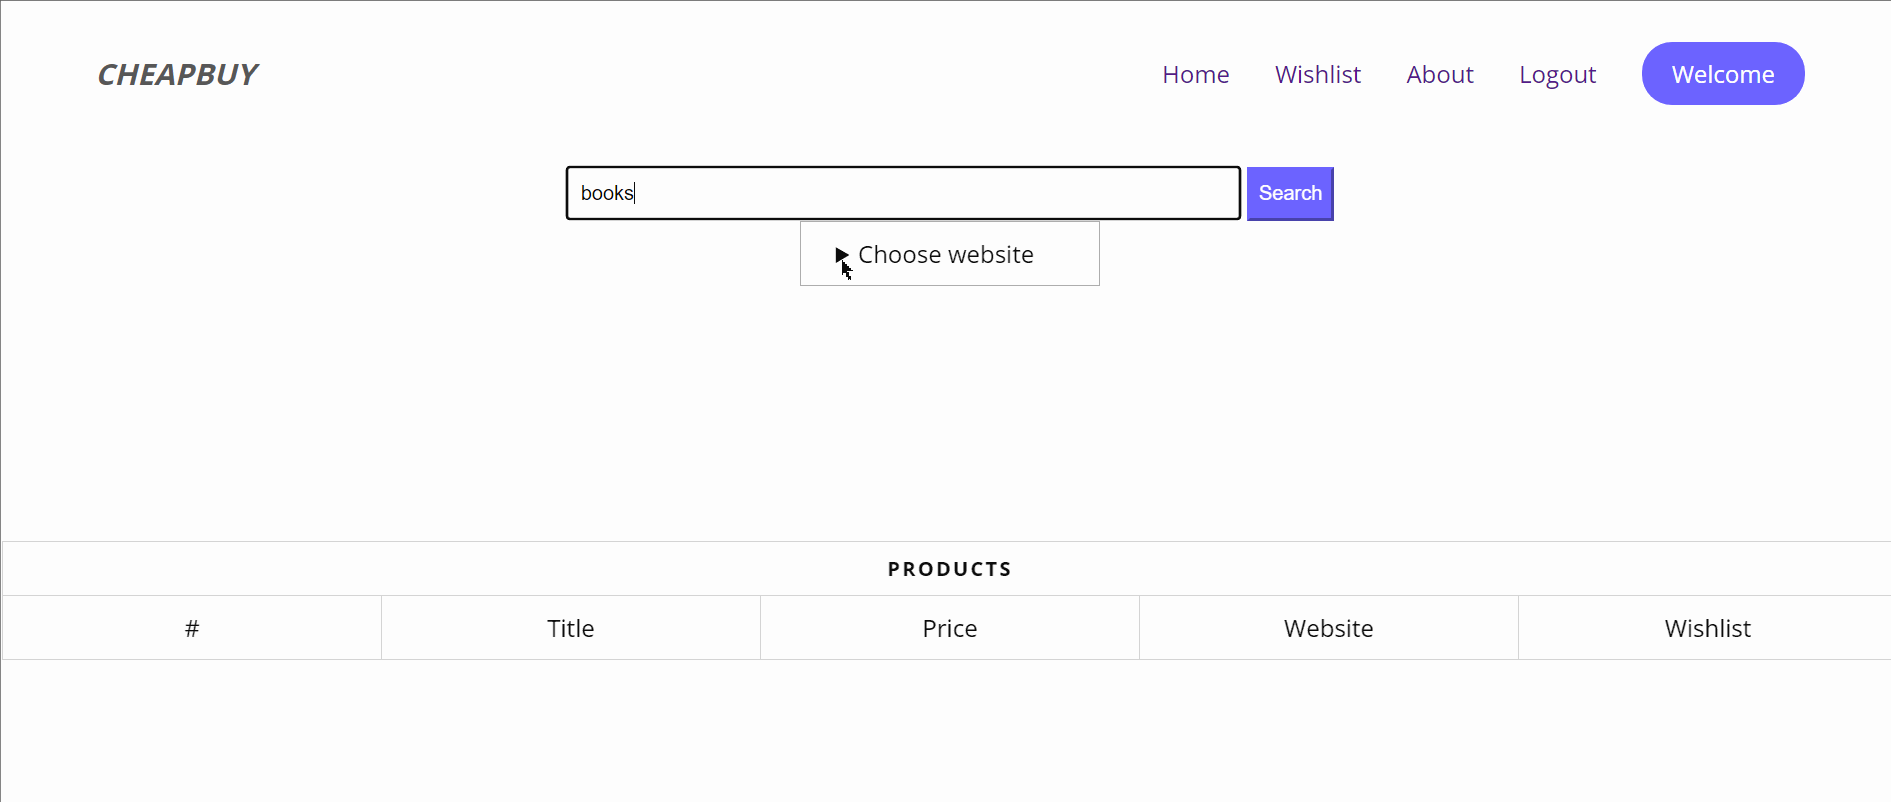 CHEAPBUY
Home Wishlist About Logout Welcome
books Search
Choose website
PRODUCTS
# Title Price Website Wishlist